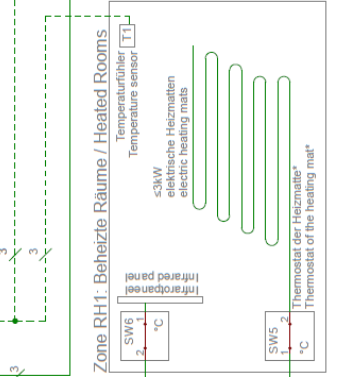 Zone RH1: Beheizte Räume / Heated Rooms
T1
Temperaturfühler
Temperature sensor
≤3kW
elektrische Heizmatten
electric heating mats
Thermostat der Heizmatte*
Thermostat of the heating mat*
Infrarotpaneel
Infrared panel
SW6
2 1
°C
SW5
1 2
°C
3
3
3